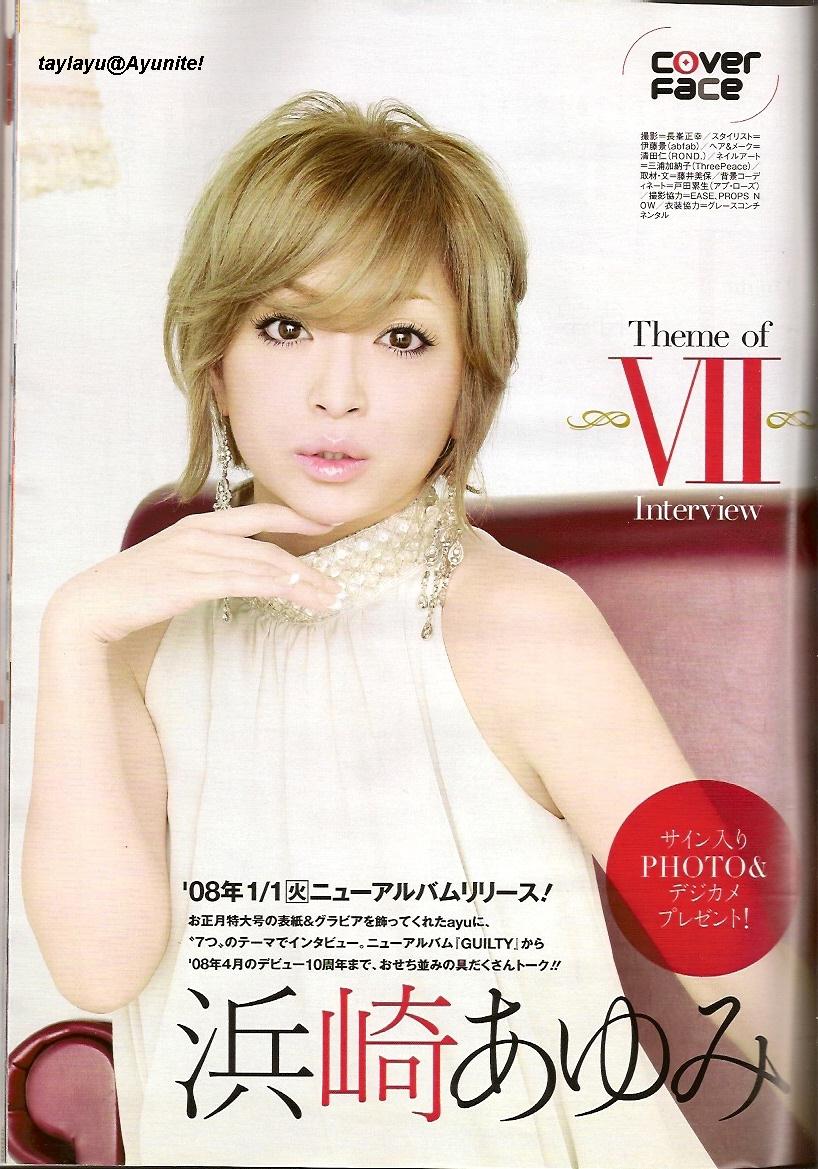 taylayu@Ayunite!
cover
Face
撮影=長峯正幸／スタイリスト=
伊藤景(abfab)／ヘア&メーク=
清田仁(ROND.)／ネイルアート
=三浦加納子(ThreePeace)／
取材・文=藤井美保／背景コーデ
ィネート=戸田累生(アプ・ローズ)
／撮影協力=EASE,PROPS N
OW／衣装協力=グレースコンチ
ネンタル
Theme of
VII
Interview
サイン入り
PHOTO&
デジカメ
プレゼント!
'08年1/1火ニューアルバムリリース!
お正月特大号の表紙&グラビアを飾ってくれたayuに、
〝7つ〟のテーマでインタビュー。ニューアルバム『GUILTY』から
'08年4月のデビュー10周年まで、おせち並みの具だくさんトーク!!
浜崎あゆみ